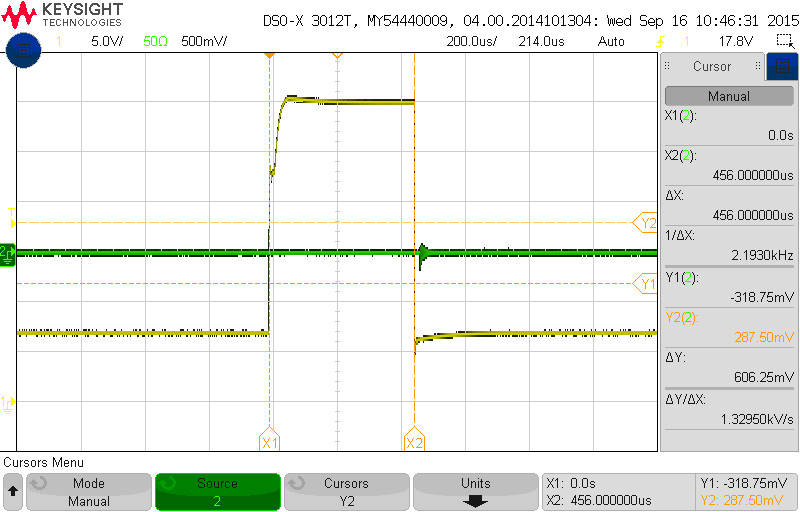 KEYSIGHT
TECHNOLOGIES
DSO-X 3012T, MY54440009, 04.00.2014101304: Wed Sep 16 10:46:31 2015
1 5.0V/ 50Ω 500mV/ 200.0us/ 214.0us Auto 1 17.8V
Cursor
Manual
X1(2):
0.0s
X2(2):
456.000000us
ΔX:
456.000000us
1/ΔX:
2.1930kHz
Y1(2):
-318.75mV
Y2(2):
287.50mV
ΔY:
606.25mV
ΔY/ΔX:
1.32950kV/s
T
Y2
2
Y1
1
X1 X2
Cursors Menu
Mode
Manual
Source
2
Cursors
Y2
Units
X1: 0.0s
X2: 456.000000us
Y1: -318.75mV
Y2: 287.50mV